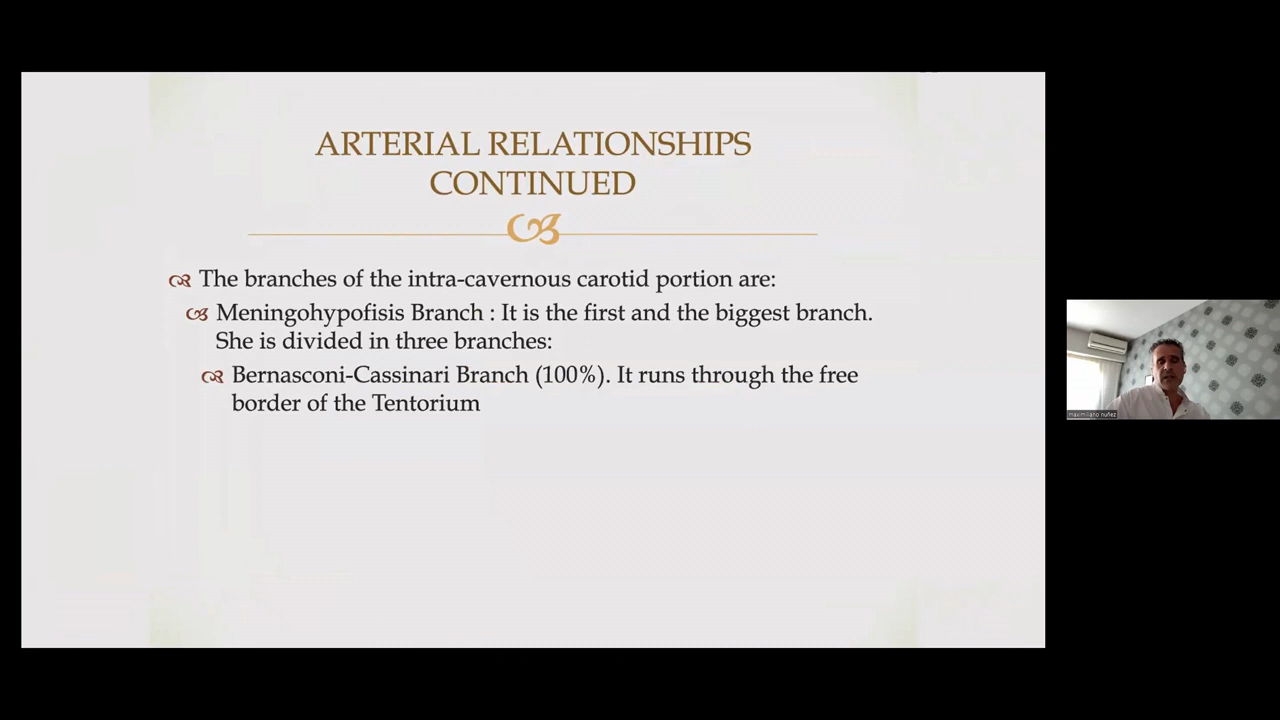 ARTERIAL RELATIONSHIPS
CONTINUED
The branches of the intra-cavernous carotid portion are:
Meningohypofisis Branch : It is the first and the biggest branch.
She is divided in three branches:
Bernasconi-Cassinari Branch (100%). It runs through the free
border of the Tentorium
maximiliano nuñez